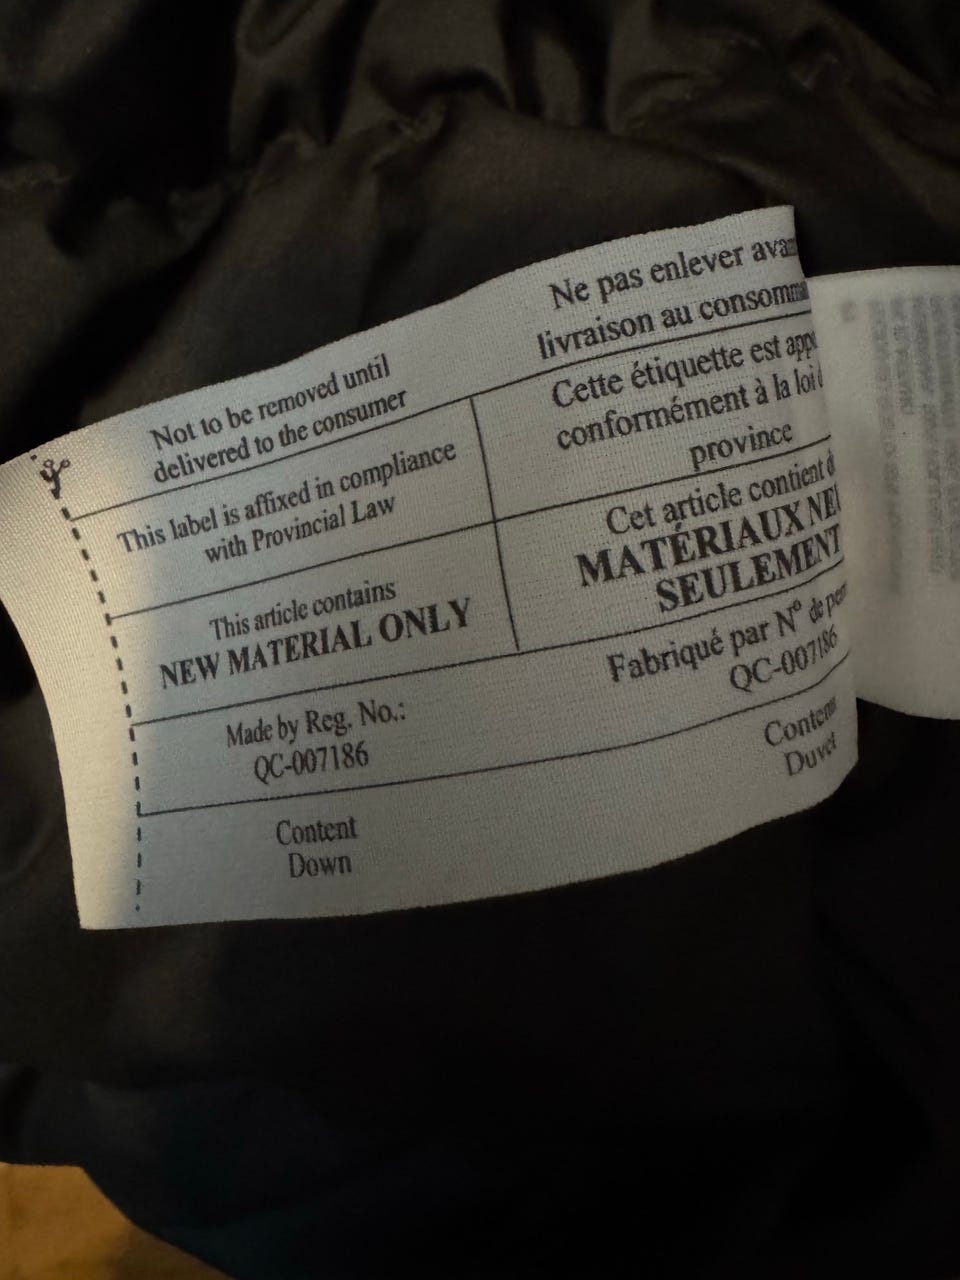 Not to be removed until
delivered to the consumer
Ne pas enlever
livraison au
This label is affixed in compliance
with Provincial Law
Cette étiquette est
conformément à la loi
province
This article contains
NEW MATERIAL ONLY
Cet article contient
MATÉRIAUX
SEULEMENT
Made by Reg. No.:
QC-007186
Fabriqué par N° de
QC-007186
Content
Down
Duvet